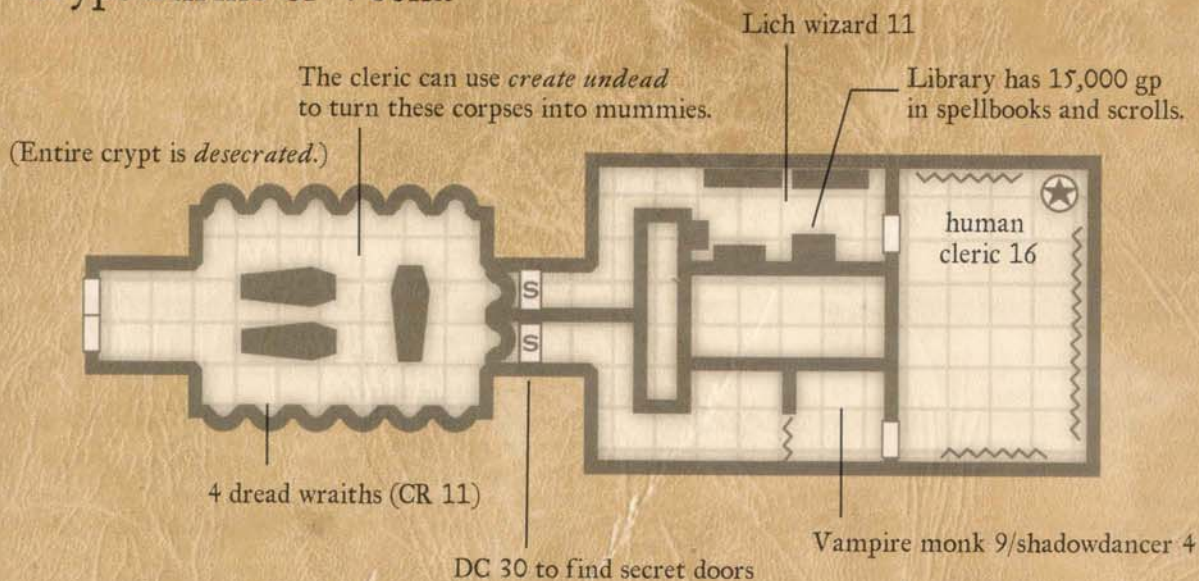 Lich wizard 11
The cleric can use create undead
to turn these corpses into mummies.
Library has 15,000 gp
in spellbooks and scrolls.
(Entire crypt is desecrated.)
human
cleric 16
S
S
4 dread wraiths (CR 11)
Vampire monk 9/shadowdancer 4
DC 30 to find secret doors